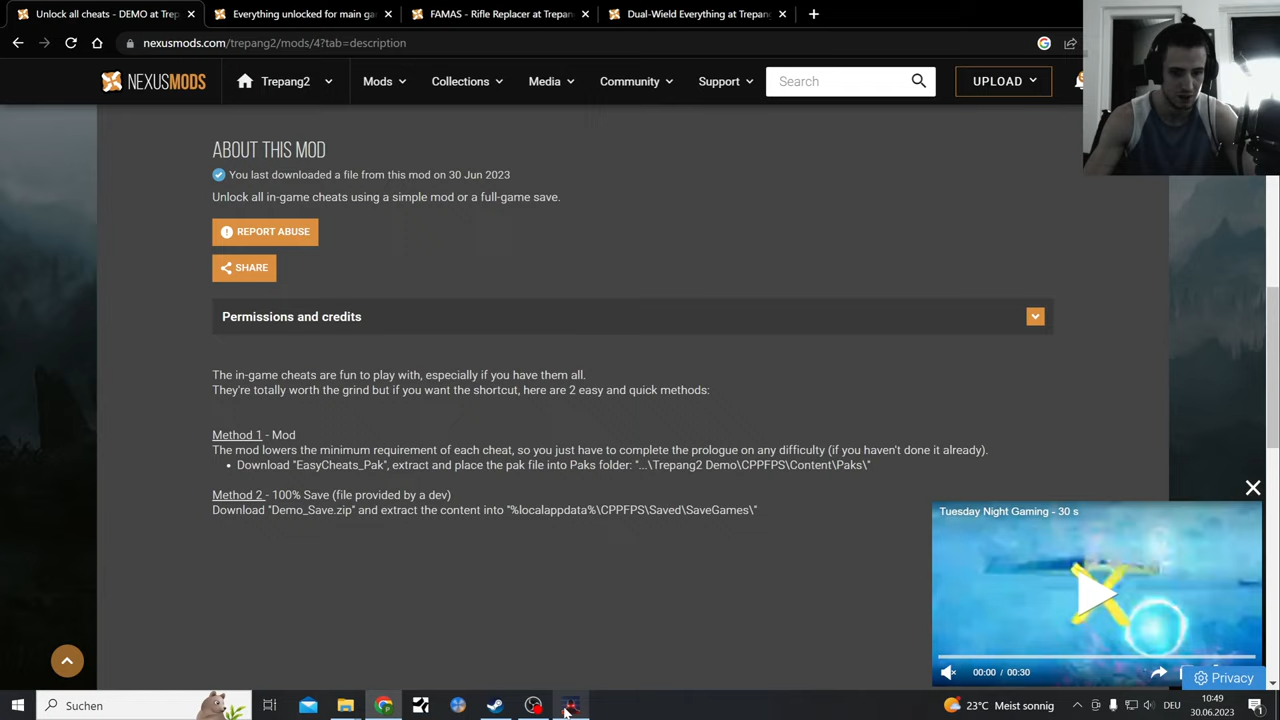 Unlock all cheats - DEMO at Trep
Everything unlocked for main ga
FAMAS - Rifle Replacer at Trepan
Dual-Wield Everything at Trepang
nexusmods.com/trepang2/mods/4?tab=description
NEXUSMODS
Trepang2
Mods
Collections
Media
Community
Support
Search
UPLOAD
ABOUT THIS MOD
You last downloaded a file from this mod on 30 Jun 2023
Unlock all in-game cheats using a simple mod or a full-game save.
REPORT ABUSE
SHARE
Permissions and credits
The in-game cheats are fun to play with, especially if you have them all.
They're totally worth the grind but if you want the shortcut, here are 2 easy and quick methods:
Method 1 - Mod
The mod lowers the minimum requirement of each cheat, so you just have to complete the prologue on any difficulty (if you haven't done it already).
• Download "EasyCheats_Pak", extract and place the pak file into Paks folder: "...\Trepang2 Demo\CPPFPS\Content\Paks\"
Method 2 - 100% Save (file provided by a dev)
Download "Demo_Save.zip" and extract the content into "%localappdata%\CPPFPS\Saved\SaveGames\"
Tuesday Night Gaming - 30 s
00:00 / 00:30
Privacy
Suchen
23°C Meist sonnig
DEU
10:49
30.06.2023
1